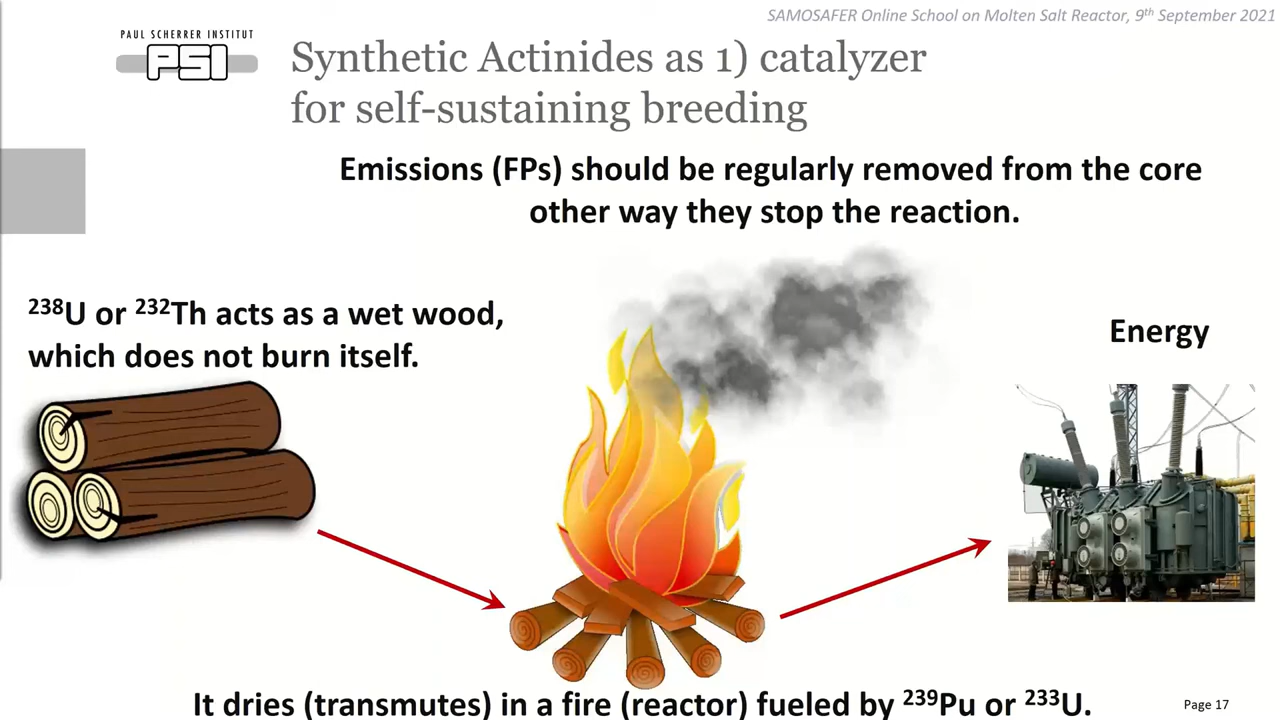 SAMOSAFER Online School on Molten Salt Reactor, 9th September 2021
PAUL SCHERRER INSTITUT
PSI
Synthetic Actinides as 1) catalyzer
for self-sustaining breeding
Emissions (FPs) should be regularly removed from the core
other way they stop the reaction.
238U or 232Th acts as a wet wood,
which does not burn itself.
Energy
It dries (transmutes) in a fire (reactor) fueled by 239Pu or 233U.
Page 17